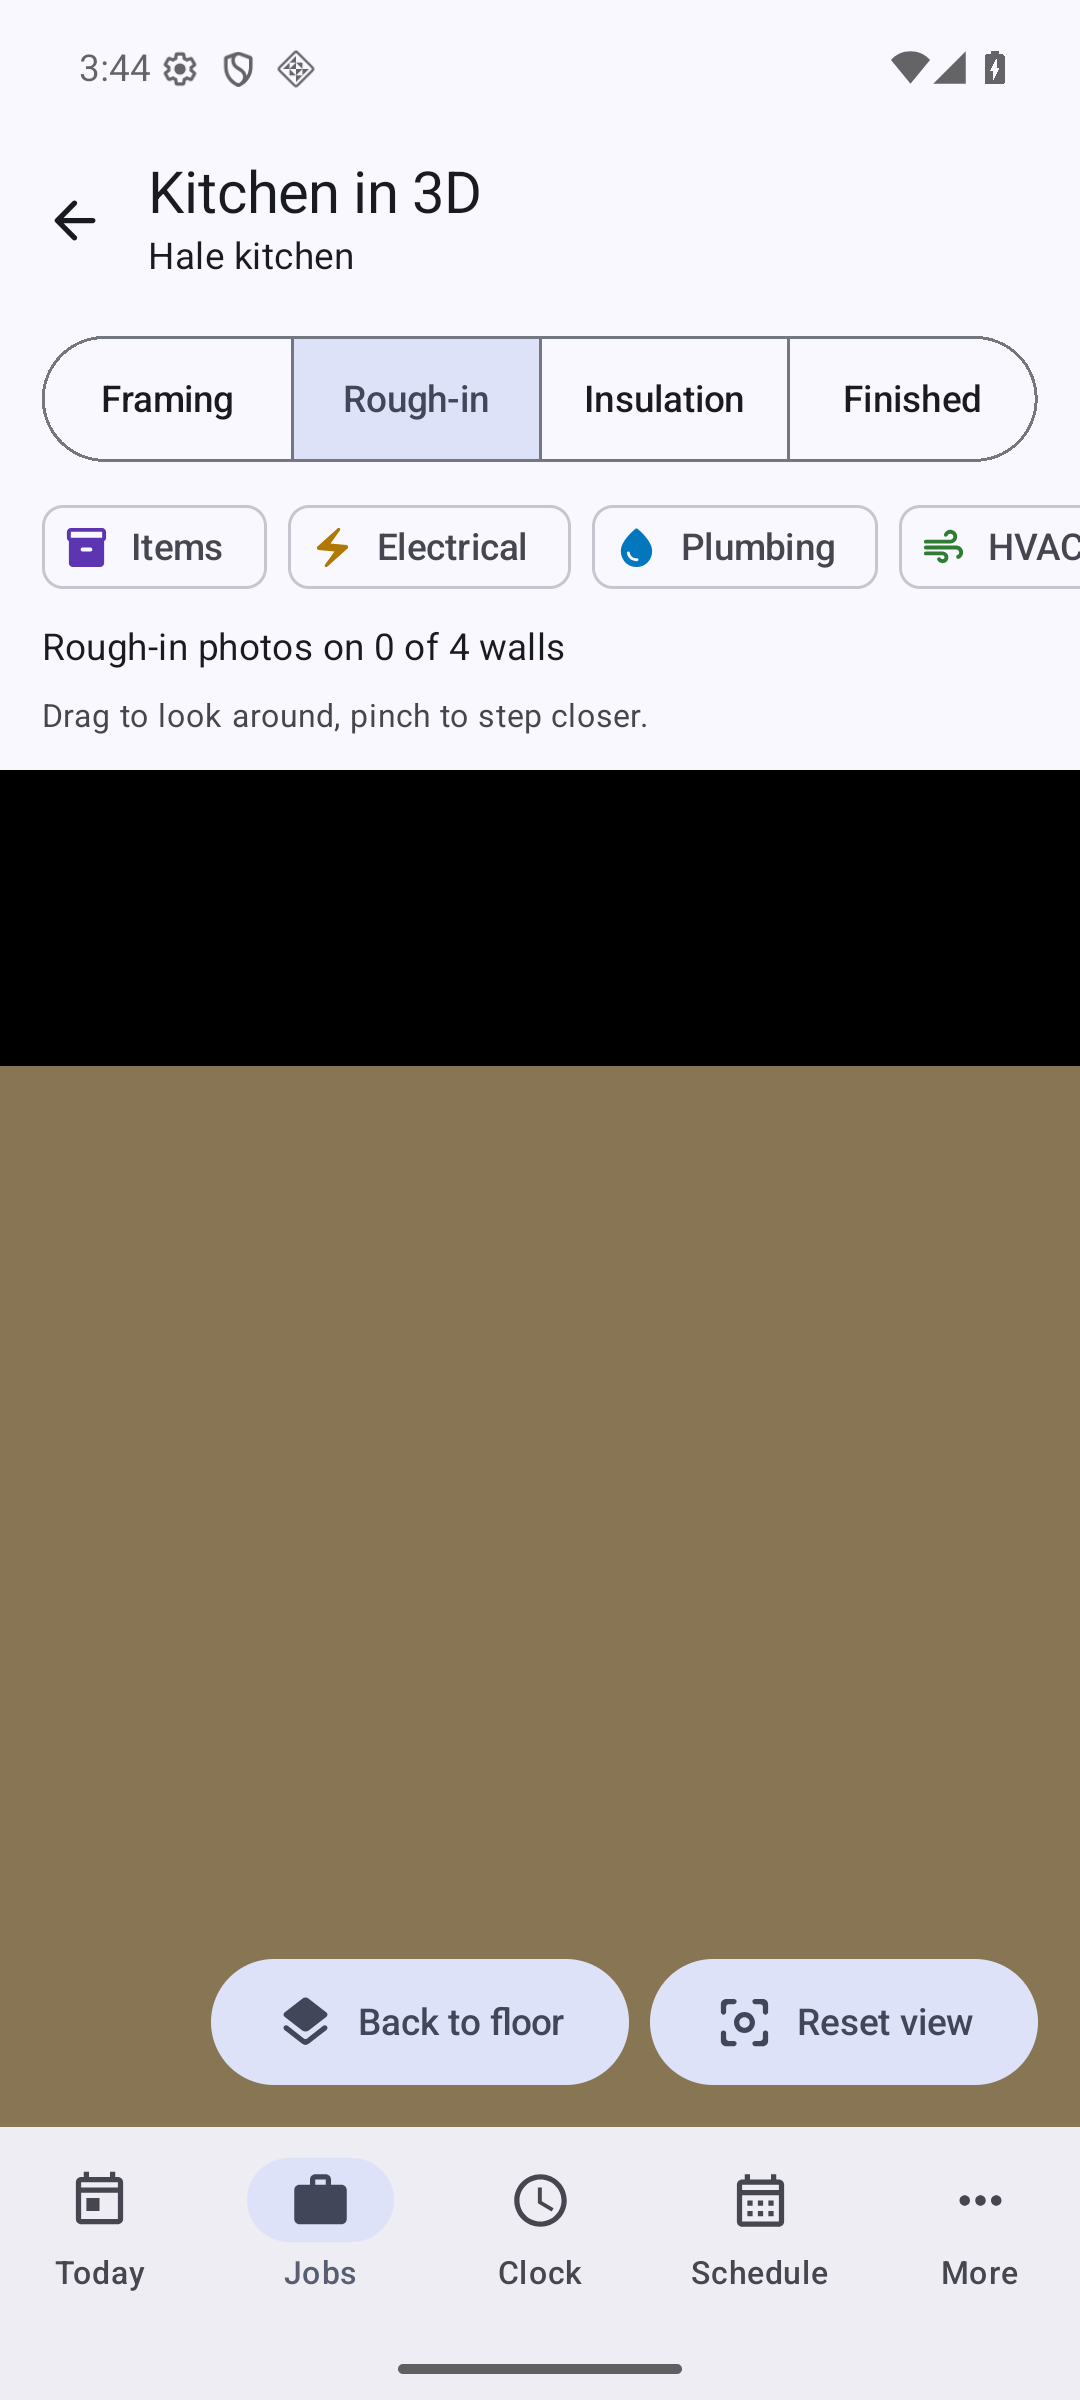 3:44
Kitchen in 3D
Hale kitchen
Framing
Rough-in
Insulation
Finished
Items
Electrical
Plumbing
HVAC
Rough-in photos on 0 of 4 walls
Drag to look around, pinch to step closer.
Back to floor
Reset view
Today
Jobs
Clock
Schedule
More